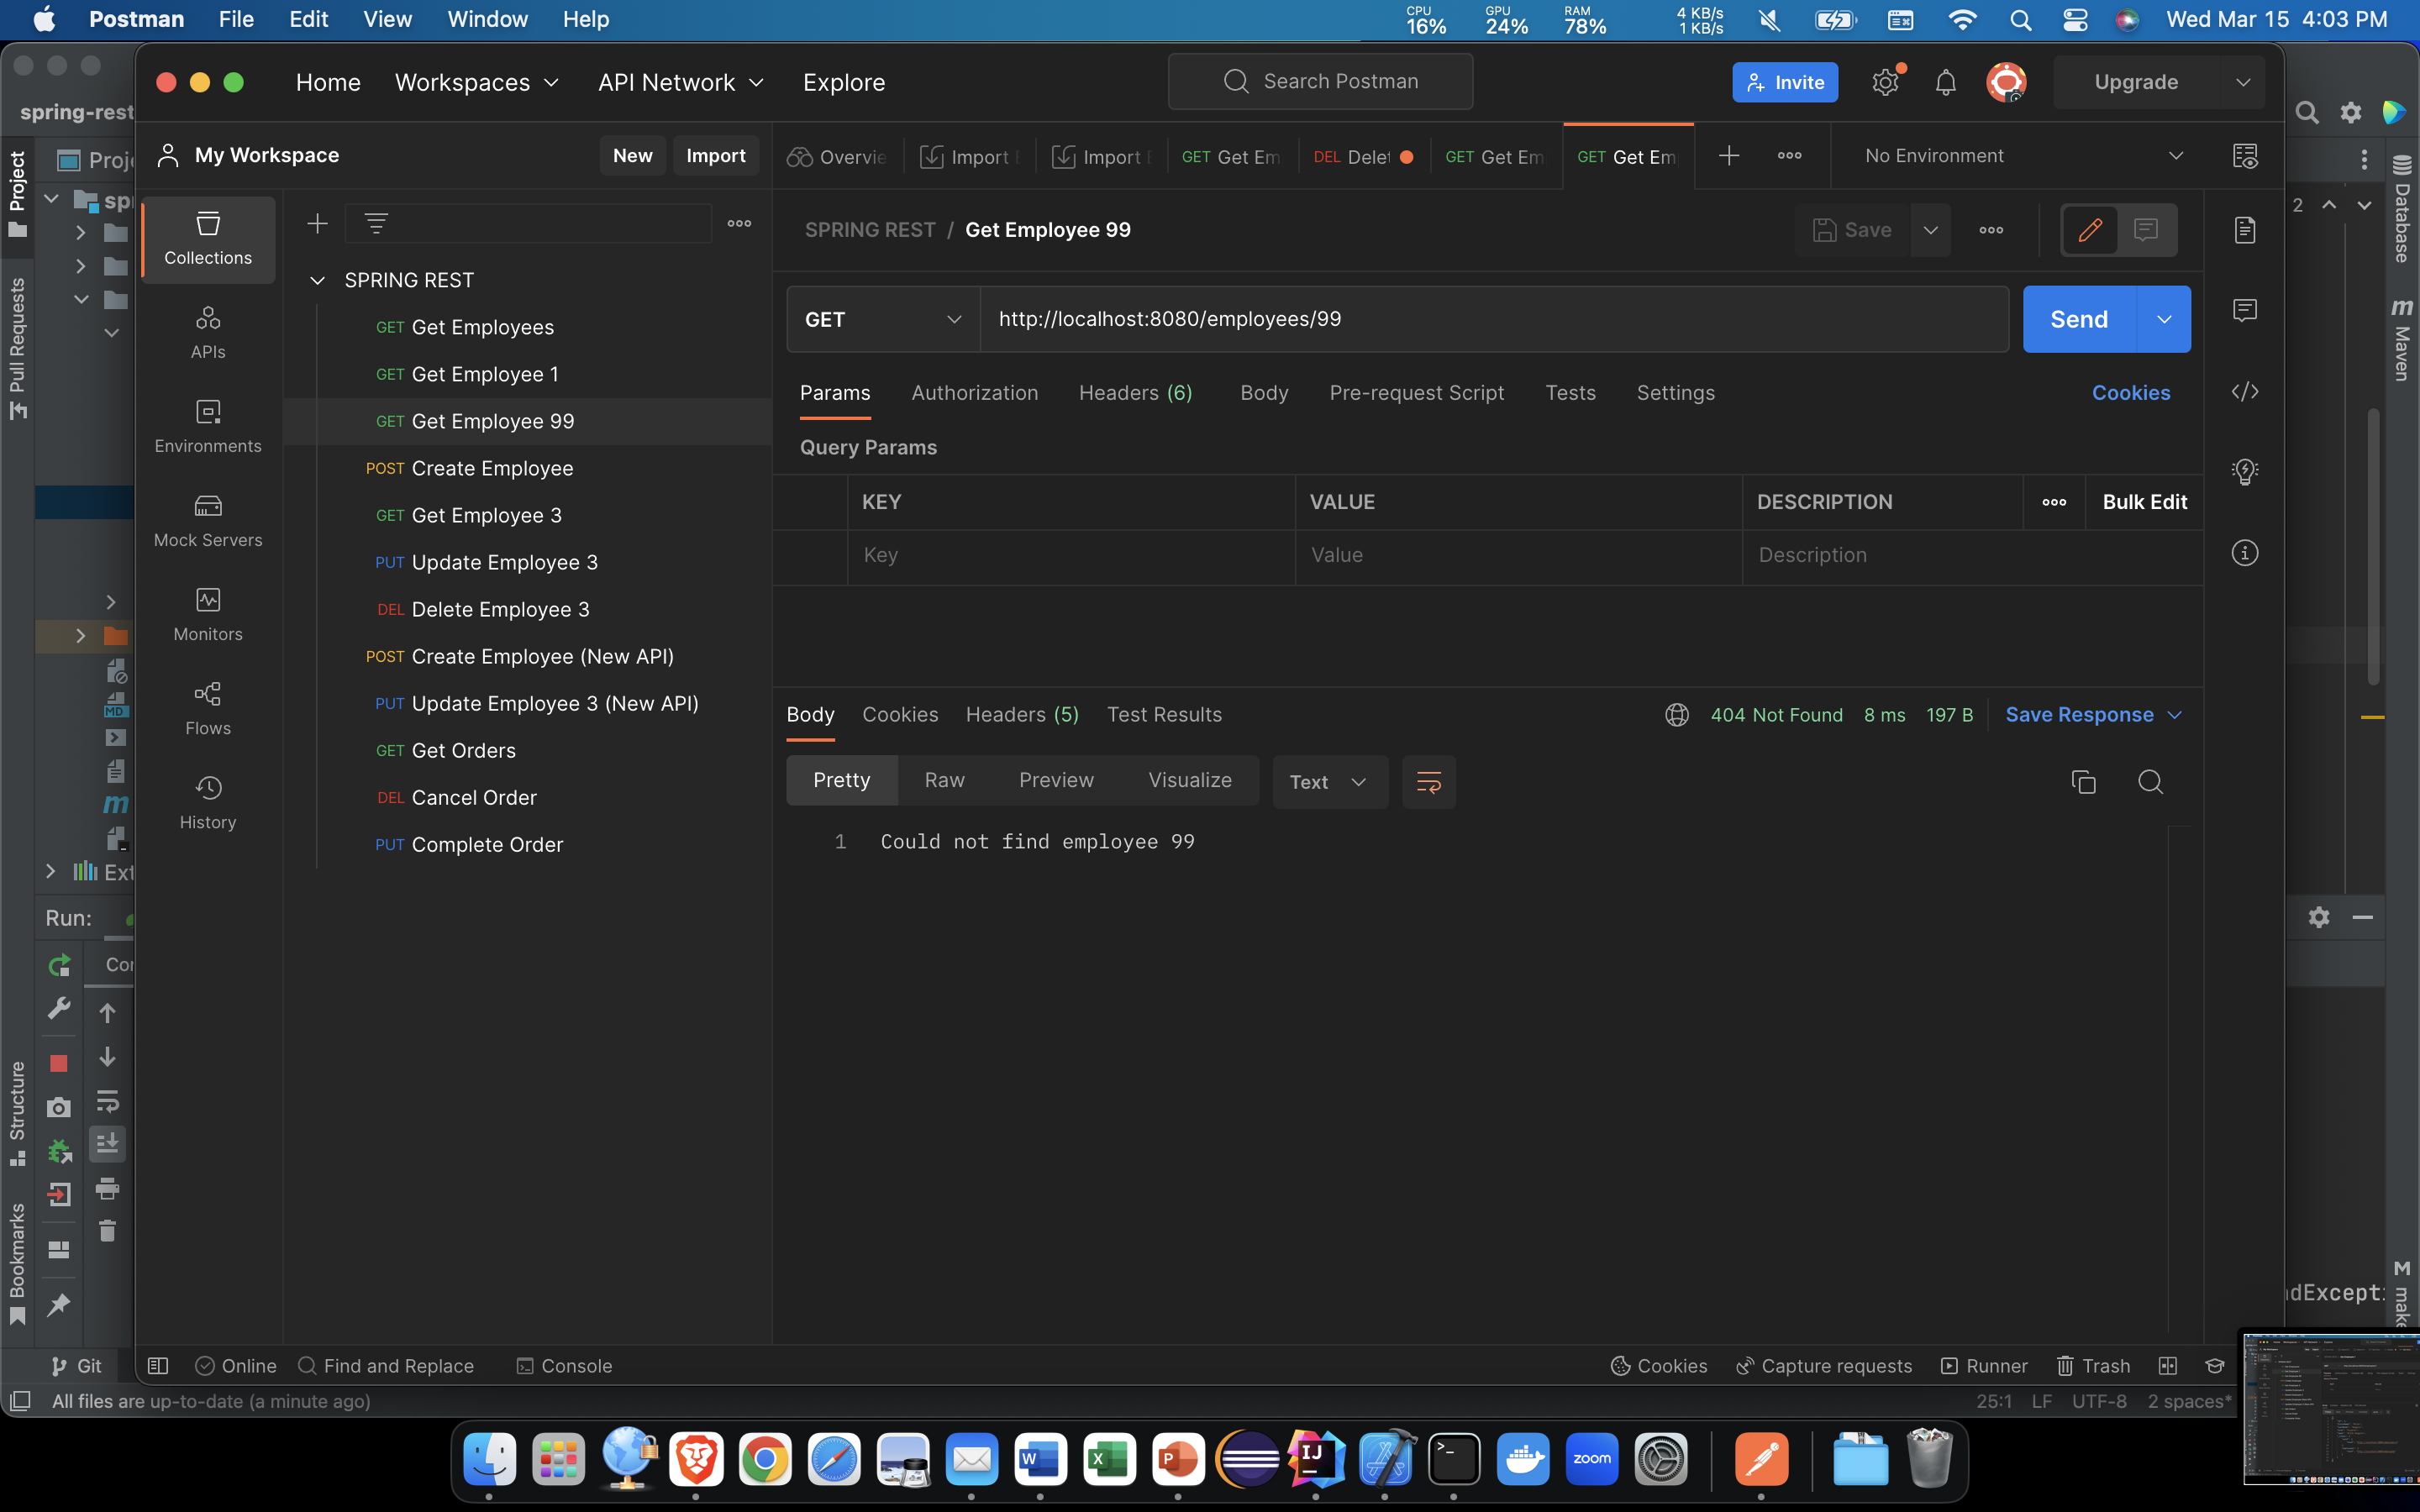 Postman File Edit View Window Help CPU 16% GPU 24% RAM 78% 4 KB/s 1 KB/s Wed Mar 15 4:03 PM
Home Workspaces API Network Explore Search Postman Invite Upgrade
spring-rest
My Workspace New Import Overvie Import Import GET Get Em DEL Delet GET Get Em GET Get Em No Environment
Project
Proje
Database
Maven
Pull Requests
Structure
Bookmarks
spr
2
Collections
APIs
Environments
Mock Servers
Monitors
Flows
History
SPRING REST
GET Get Employees
GET Get Employee 1
GET Get Employee 99
POST Create Employee
GET Get Employee 3
PUT Update Employee 3
DEL Delete Employee 3
POST Create Employee (New API)
PUT Update Employee 3 (New API)
GET Get Orders
DEL Cancel Order
PUT Complete Order
SPRING REST / Get Employee 99 Save
GET http://localhost:8080/employees/99 Send
Params Authorization Headers (6) Body Pre-request Script Tests Settings Cookies
Query Params
KEY VALUE DESCRIPTION Bulk Edit
Key Value Description
Body Cookies Headers (5) Test Results 404 Not Found 8 ms 197 B Save Response
Pretty Raw Preview Visualize Text
1 Could not find employee 99
MD
Ext
Run:
Con
ndExcepti
make
Git Online Find and Replace Console Cookies Capture requests Runner Trash
All files are up-to-date (a minute ago) 25:1 LF UTF-8 2 spaces*
W X P IJ zoom